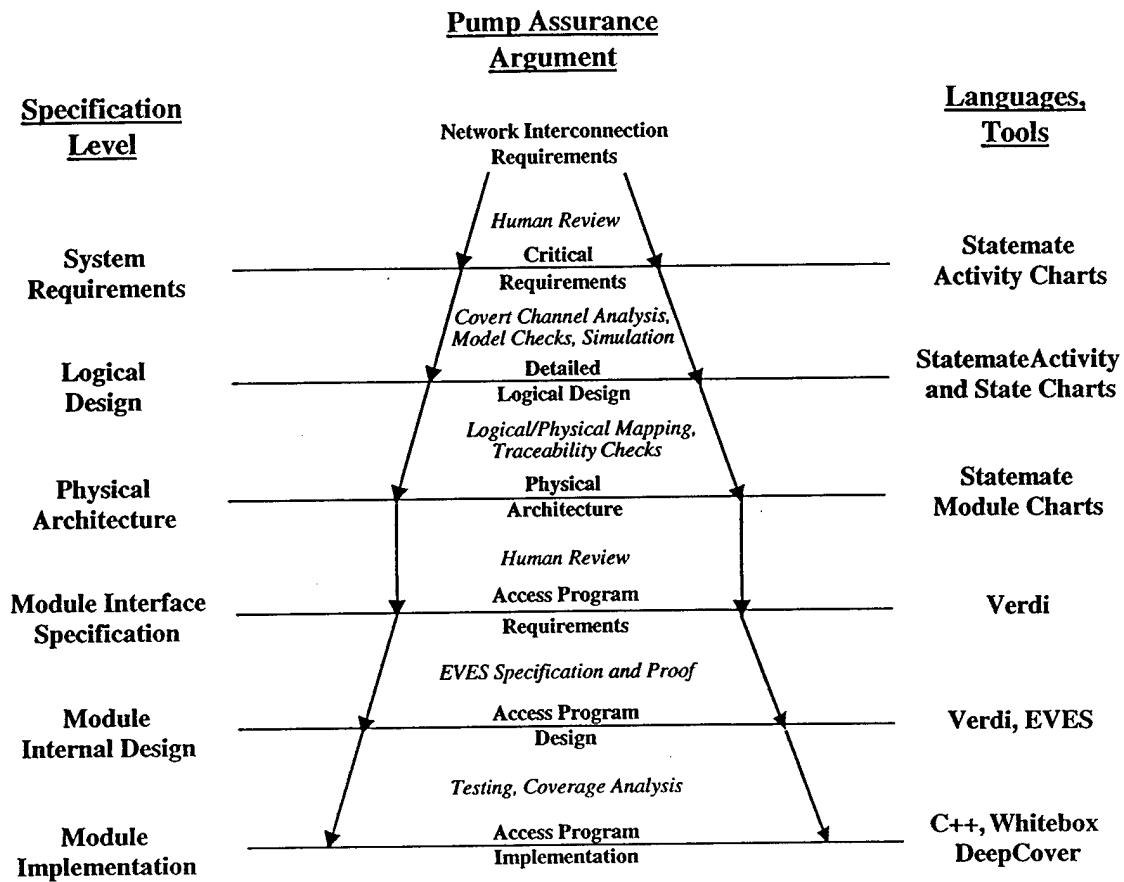 Pump Assurance
Argument
Specification
Level
Languages,
Tools
Network Interconnection
Requirements
Human Review
System
Requirements
Critical
Requirements
Statemate
Activity Charts
Covert Channel Analysis,
Model Checks, Simulation
Logical
Design
Detailed
Logical Design
StatemateActivity
and State Charts
Logical/Physical Mapping,
Traceability Checks
Physical
Architecture
Physical
Architecture
Statemate
Module Charts
Human Review
Module Interface
Specification
Access Program
Requirements
Verdi
EVES Specification and Proof
Module
Internal Design
Access Program
Design
Verdi, EVES
Testing, Coverage Analysis
Module
Implementation
Access Program
Implementation
C++, Whitebox
DeepCover